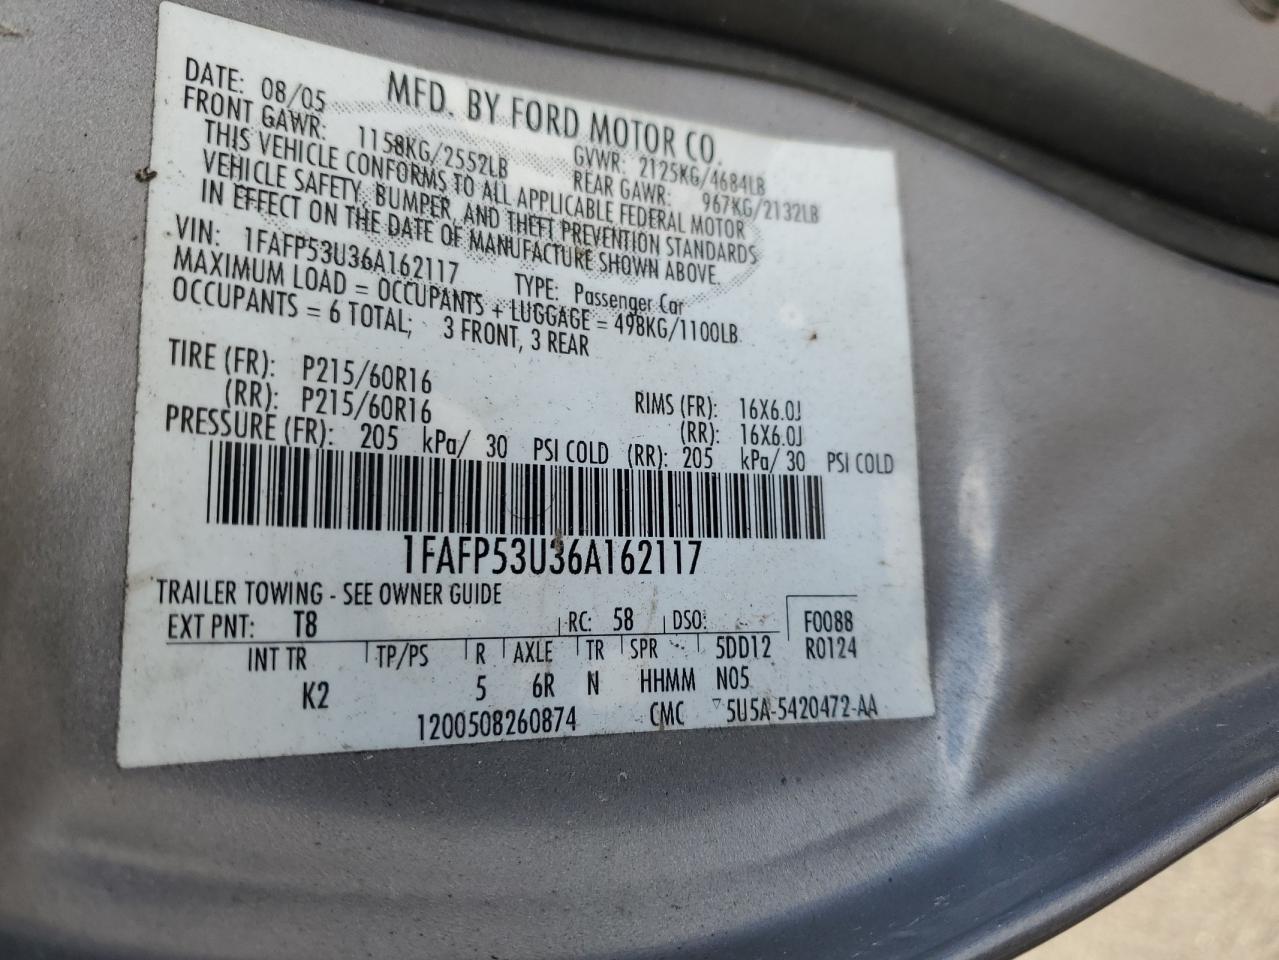 MFD. BY FORD MOTOR CO.
DATE: 08/05 GVWR: 2125KG/4684LB
FRONT GAWR: 1158KG/2552LB REAR GAWR: 967KG/2132LB
THIS VEHICLE CONFORMS TO ALL APPLICABLE FEDERAL MOTOR
VEHICLE SAFETY, BUMPER, AND THEFT PREVENTION STANDARDS
IN EFFECT ON THE DATE OF MANUFACTURE SHOWN ABOVE.
VIN: 1FAFP53U36A162117 TYPE: Passenger Car
MAXIMUM LOAD = OCCUPANTS + LUGGAGE = 498KG/1100LB
OCCUPANTS = 6 TOTAL; 3 FRONT, 3 REAR
TIRE (FR): P215/60R16 RIMS (FR): 16X6.0J
(RR): P215/60R16 (RR): 16X6.0J
PRESSURE (FR): 205 kPa/ 30 PSI COLD (RR): 205 kPa/ 30 PSI COLD
1FAFP53U36A162117
TRAILER TOWING - SEE OWNER GUIDE
EXT PNT: T8 RC: 58 DSO: F0088
INT TR TP/PS R AXLE TR SPR 5DD12 R0124
K2 5 6R N HHMM N05
1200508260874 CMC 5U5A-5420472-AA